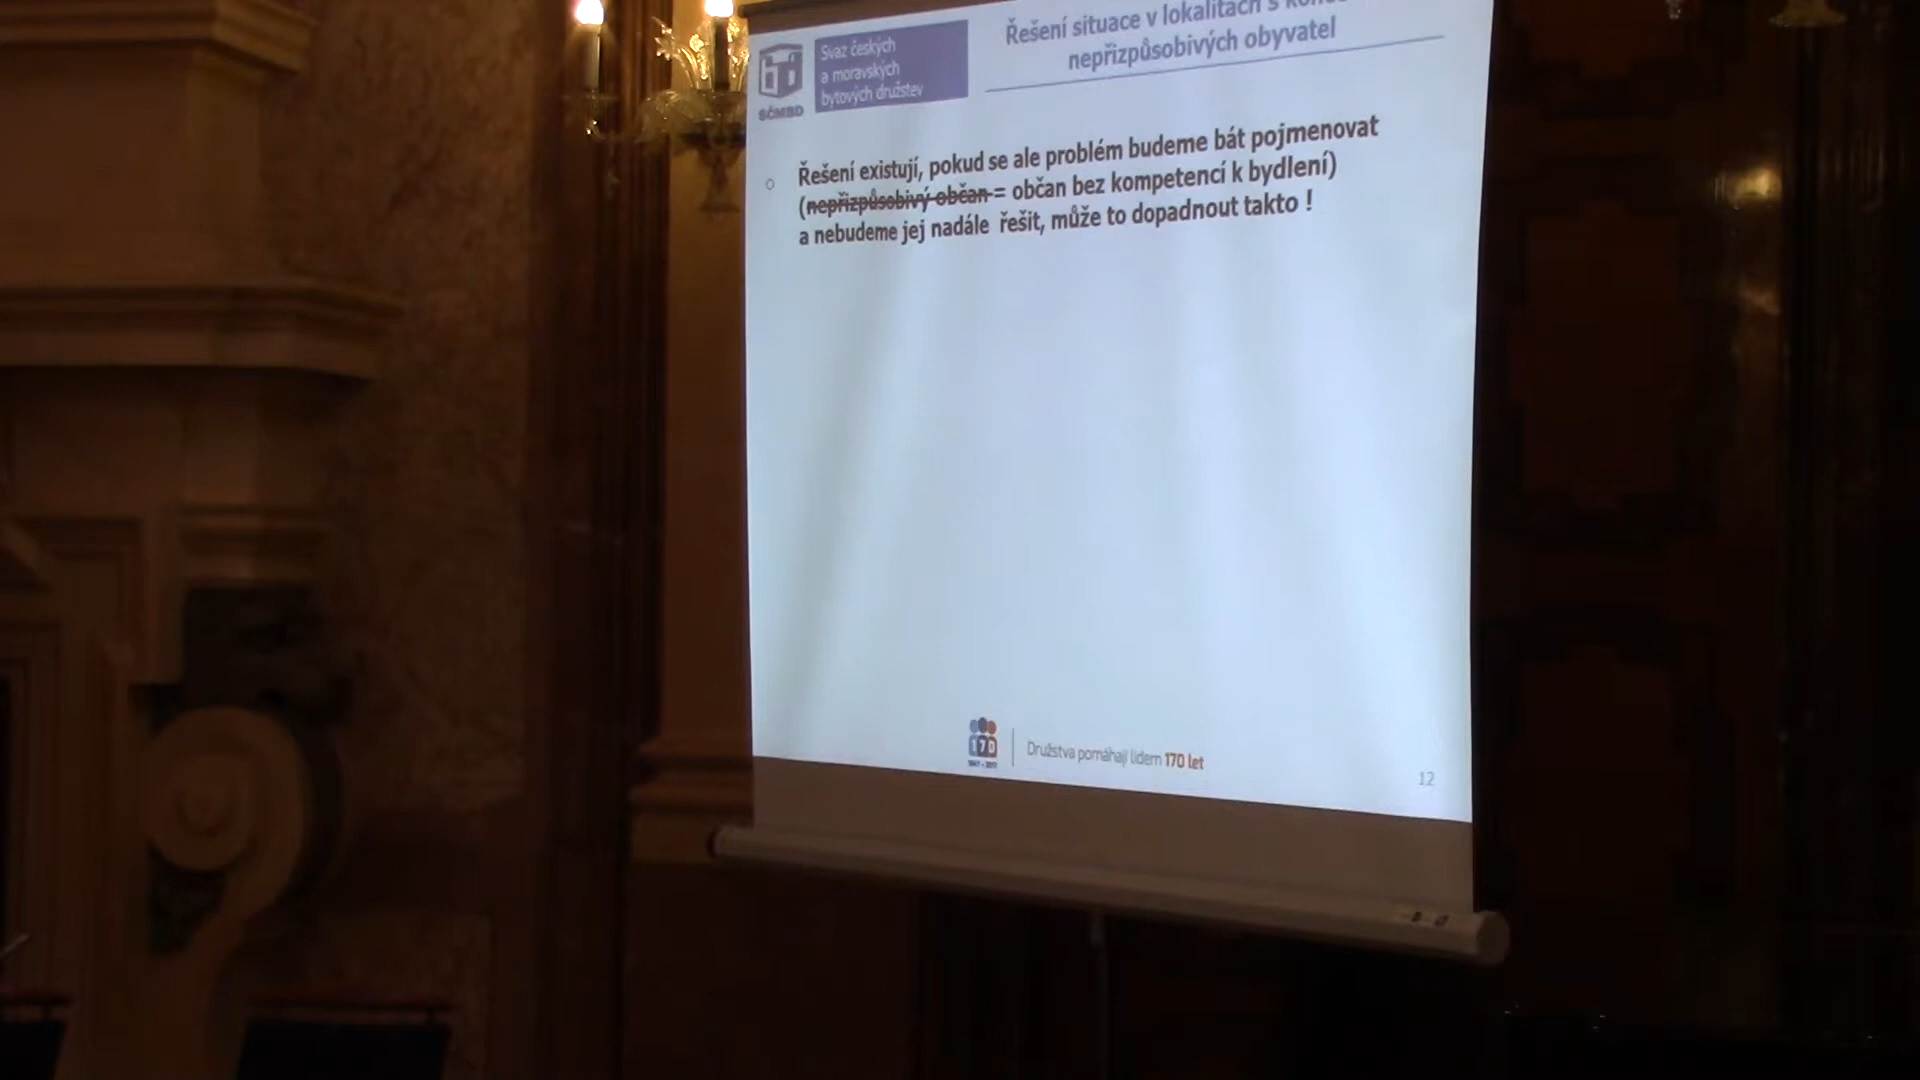 Svaz českých
a moravských
bytových družstev
SČMBD
Řešení situace v lokalitách s
nepřizpůsobivých obyvatel
Řešení existují, pokud se ale problém budeme bát pojmenovat
(nepřizpůsobivý občan = občan bez kompetencí k bydlení)
a nebudeme jej nadále řešit, může to dopadnout takto !
170
1847 - 2017
Družstva pomáhají lidem 170 let
12